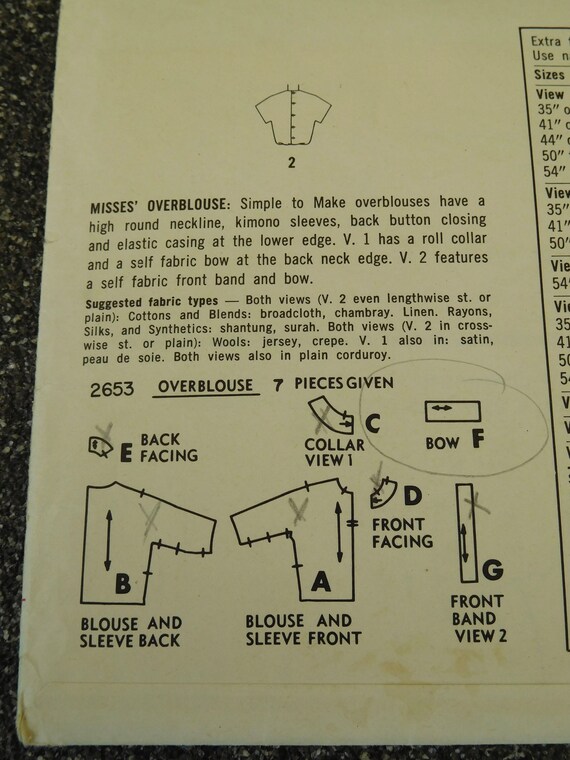 2
MISSES' OVERBLOUSE: Simple to Make overblouses have a
high round neckline, kimono sleeves, back button closing
and elastic casing at the lower edge. V. 1 has a roll collar
and a self fabric bow at the back neck edge. V. 2 features
a self fabric front band and bow.
Suggested fabric types — Both views (V. 2 even lengthwise st. or
plain): Cottons and Blends: broadcloth, chambray. Linen. Rayons,
Silks, and Synthetics: shantung, surah. Both views (V. 2 in cross-
wise st. or plain): Wools: jersey, crepe. V. 1 also in: satin,
peau de soie. Both views also in plain corduroy.
2653 OVERBLOUSE 7 PIECES GIVEN
E BACK
FACING
C
COLLAR
VIEW 1
BOW F
D
FRONT
FACING
B
BLOUSE AND
SLEEVE BACK
A
BLOUSE AND
SLEEVE FRONT
G
FRONT
BAND
VIEW 2
Extra
Use
Sizes
View
35"
41"
44"
50"
54"
View
35"
41"
50"
54"
35
41
50